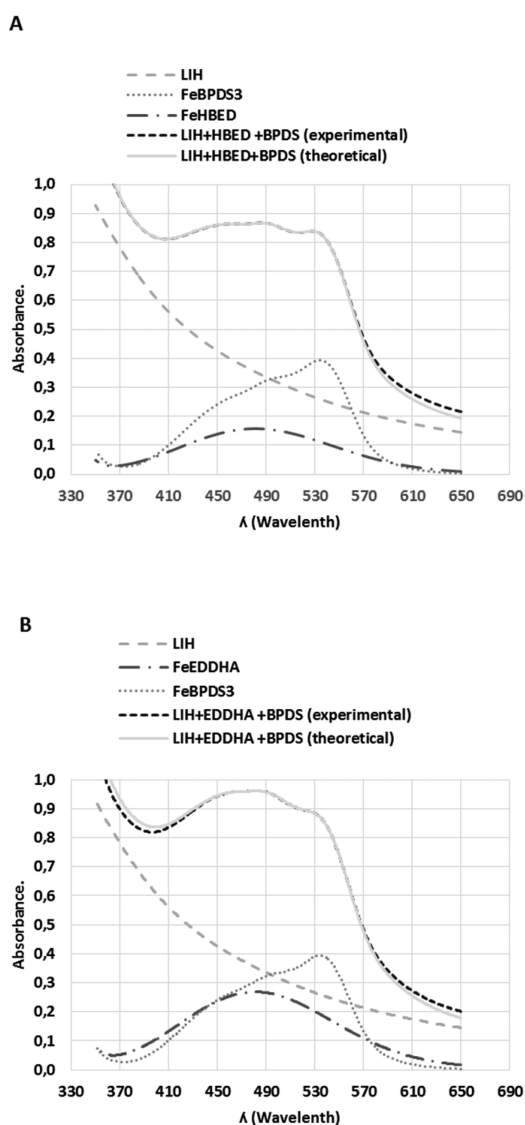 A
LIH
FeBPDS3
FeHBED
LIH+HBED +BPDS (experimental)
LIH+HBED+BPDS (theoretical)
1,0
0,9
0,8
0,7
0,6
0,5
0,4
0,3
0,2
0,1
0,0
Absorbance.
330 370 410 450 490 530 570 610 650 690
ʎ (Wavelenth)
B
LIH
FeEDDHA
FeBPDS3
LIH+EDDHA +BPDS (experimental)
LIH+EDDHA +BPDS (theoretical)
1,0
0,9
0,8
0,7
0,6
0,5
0,4
0,3
0,2
0,1
0,0
Absorbance.
330 370 410 450 490 530 570 610 650 690
ʎ (Wavelenth)